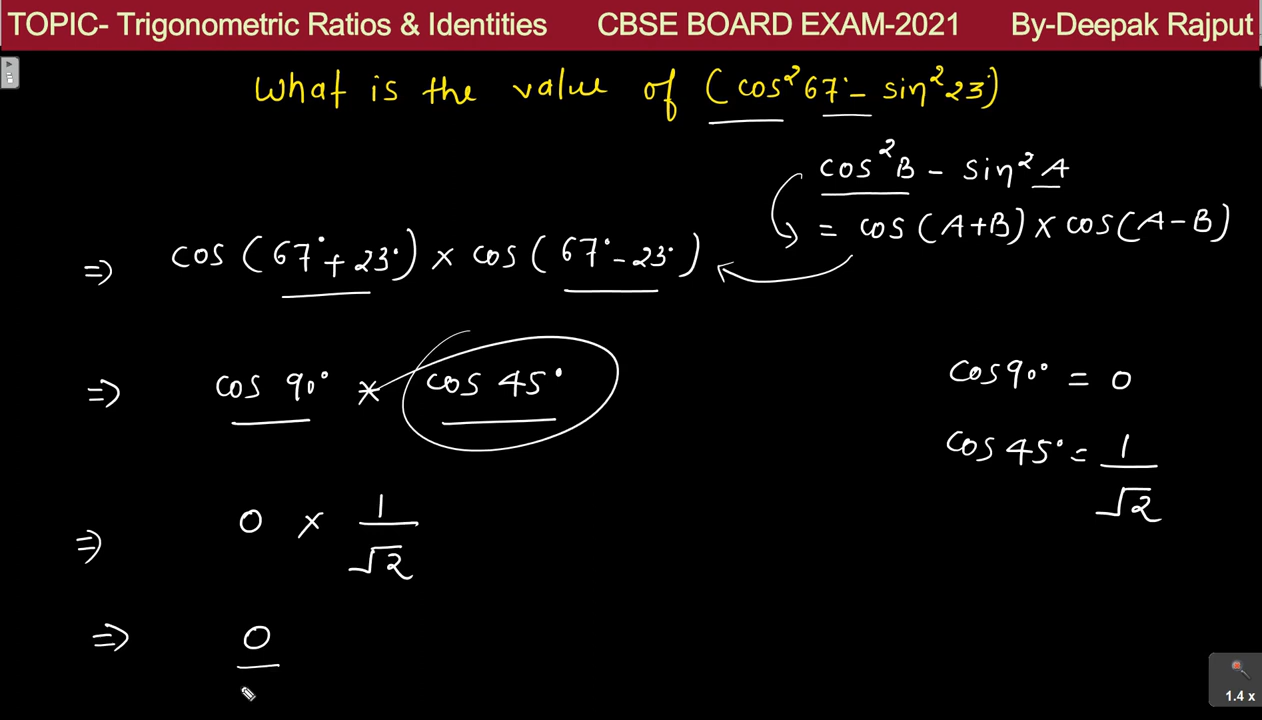 TOPIC- Trigonometric Ratios & Identities CBSE BOARD EXAM-2021 By-Deepak Rajput
What is the value of (cos²67° - sin²23°)
cos²B - sin²A
= cos(A+B) × cos(A-B)
⇒ cos(67°+23°) × cos(67°-23°)
⇒ cos 90° × cos 45°
cos90° = 0
cos 45° = 1/√2
⇒ 0 × 1/√2
⇒ 0
1.4 x